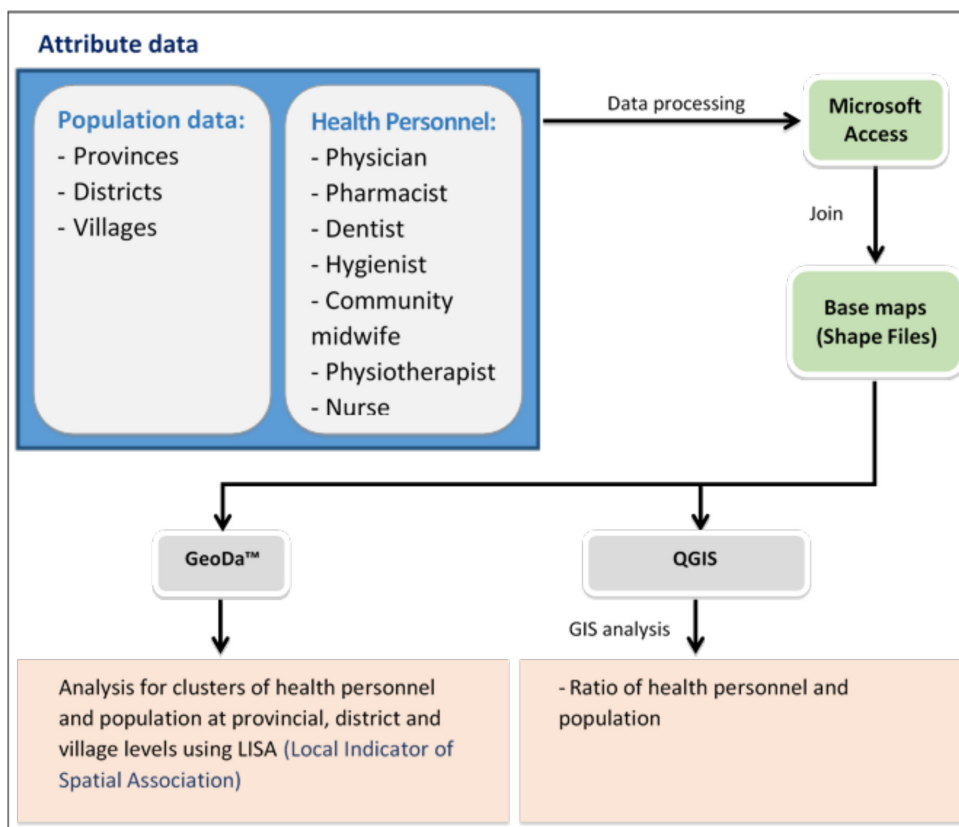 Attribute data
Population data:
- Provinces
- Districts
- Villages
Health Personnel:
- Physician
- Pharmacist
- Dentist
- Hygienist
- Community
midwife
- Physiotherapist
- Nurse
Data processing
Microsoft
Access
Join
Base maps
(Shape Files)
GeoDa™
QGIS
GIS analysis
Analysis for clusters of health personnel
and population at provincial, district and
village levels using LISA (Local Indicator of
Spatial Association)
- Ratio of health personnel and
population